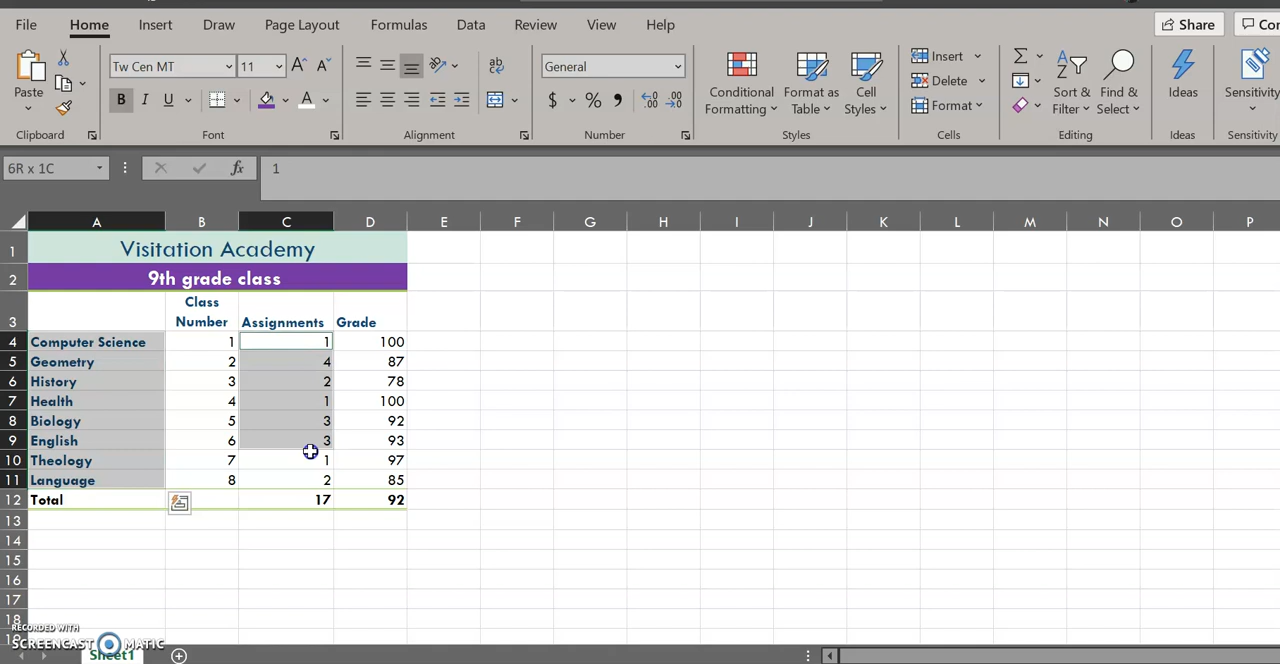 File Home Insert Draw Page Layout Formulas Data Review View Help Share
Tw Cen MT 11 ab General Insert Σ A Z
Paste B I U A $ % 9 Conditional Format as Cell Delete Sort & Find & Ideas Sensitivity
Formatting Table Styles Format Filter Select
Clipboard Font Alignment Number Styles Cells Editing Ideas Sensitivity
6R x 1C fx 1
A B C D E F G H I J K L M N O P
1 Visitation Academy
2 9th grade class
3 Class Number Assignments Grade
4 Computer Science 1 1 100
5 Geometry 2 4 87
6 History 3 2 78
7 Health 4 1 100
8 Biology 5 3 92
9 English 6 3 93
10 Theology 7 1 97
11 Language 8 2 85
12 Total 17 92
13
14
15
16
17
18
RECORDED WITH
SCREENCAST MATIC
Sheet1